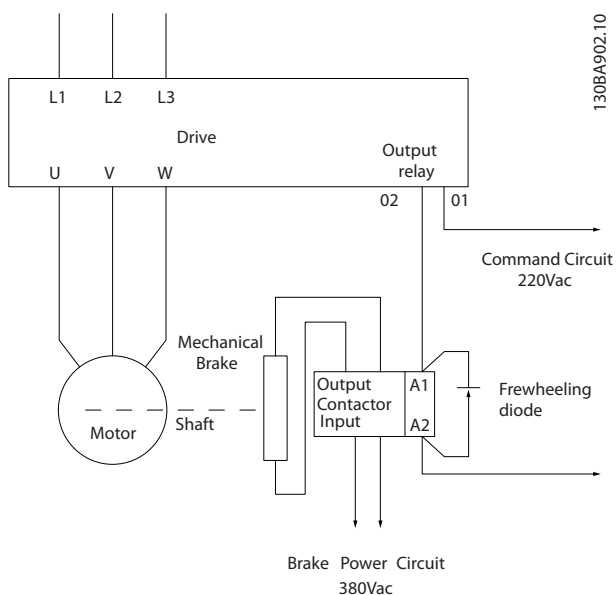 130BA902.10
L1 L2 L3
Drive
Output
relay
U V W
02 01
Command Circuit
220Vac
Mechanical
Brake
Output
Contactor
Input
A1
A2
Frewheeling
diode
Shaft
Motor
Brake Power Circuit
380Vac